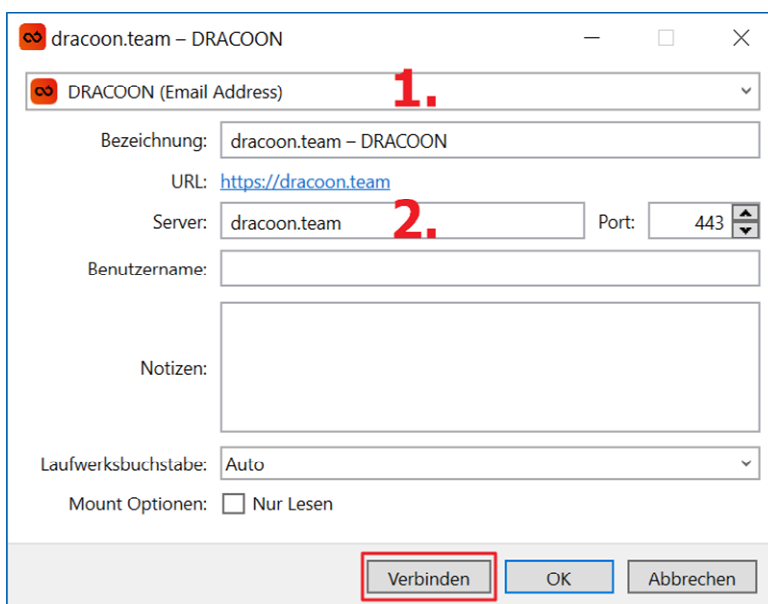 dracoon.team – DRACOON
DRACOON (Email Address) 1.
Bezeichnung: dracoon.team – DRACOON
URL: https://dracoon.team
Server: dracoon.team 2. Port: 443
Benutzername:
Notizen:
Laufwerksbuchstabe: Auto
Mount Optionen: Nur Lesen
Verbinden OK Abbrechen